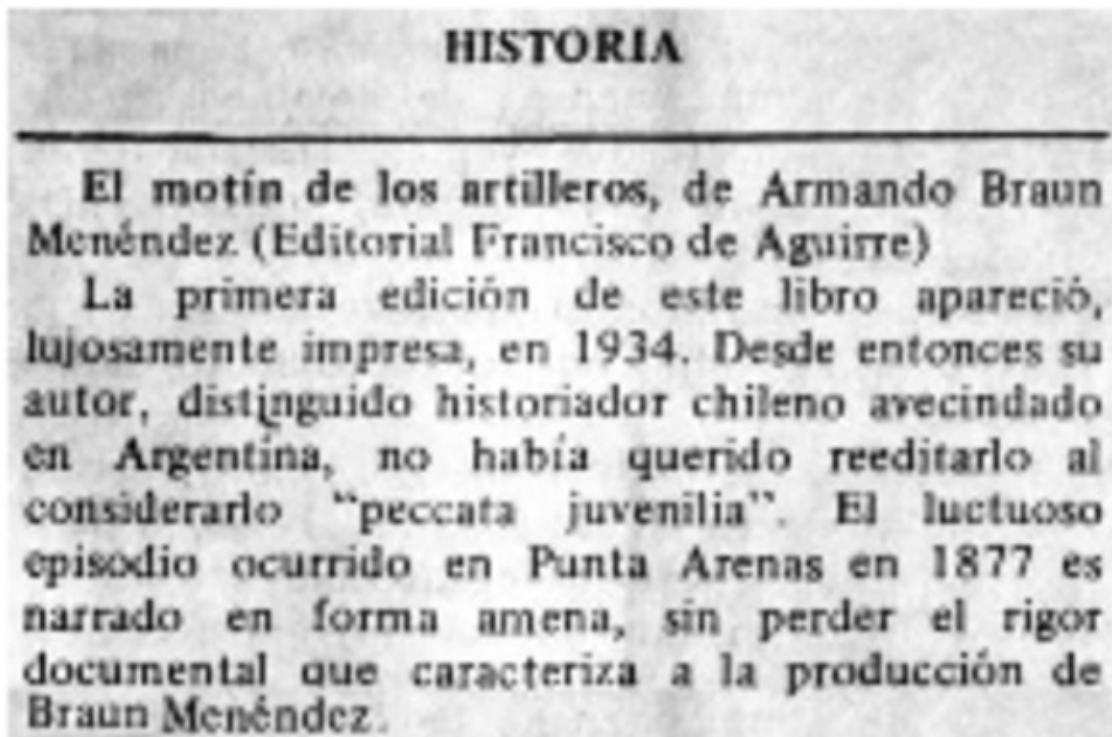 HISTORIA
El motín de los artilleros, de Armando Braun
Menéndez (Editorial Francisco de Aguirre)
La primera edición de este libro apareció,
lujosamente impresa, en 1934. Desde entonces su
autor, distinguido historiador chileno avecindado
en Argentina, no había querido reeditarlo al
considerarlo “peccata juvenilia”. El luctuoso
episodio ocurrido en Punta Arenas en 1877 es
narrado en forma amena, sin perder el rigor
documental que caracteriza a la producción de
Braun Menéndez.